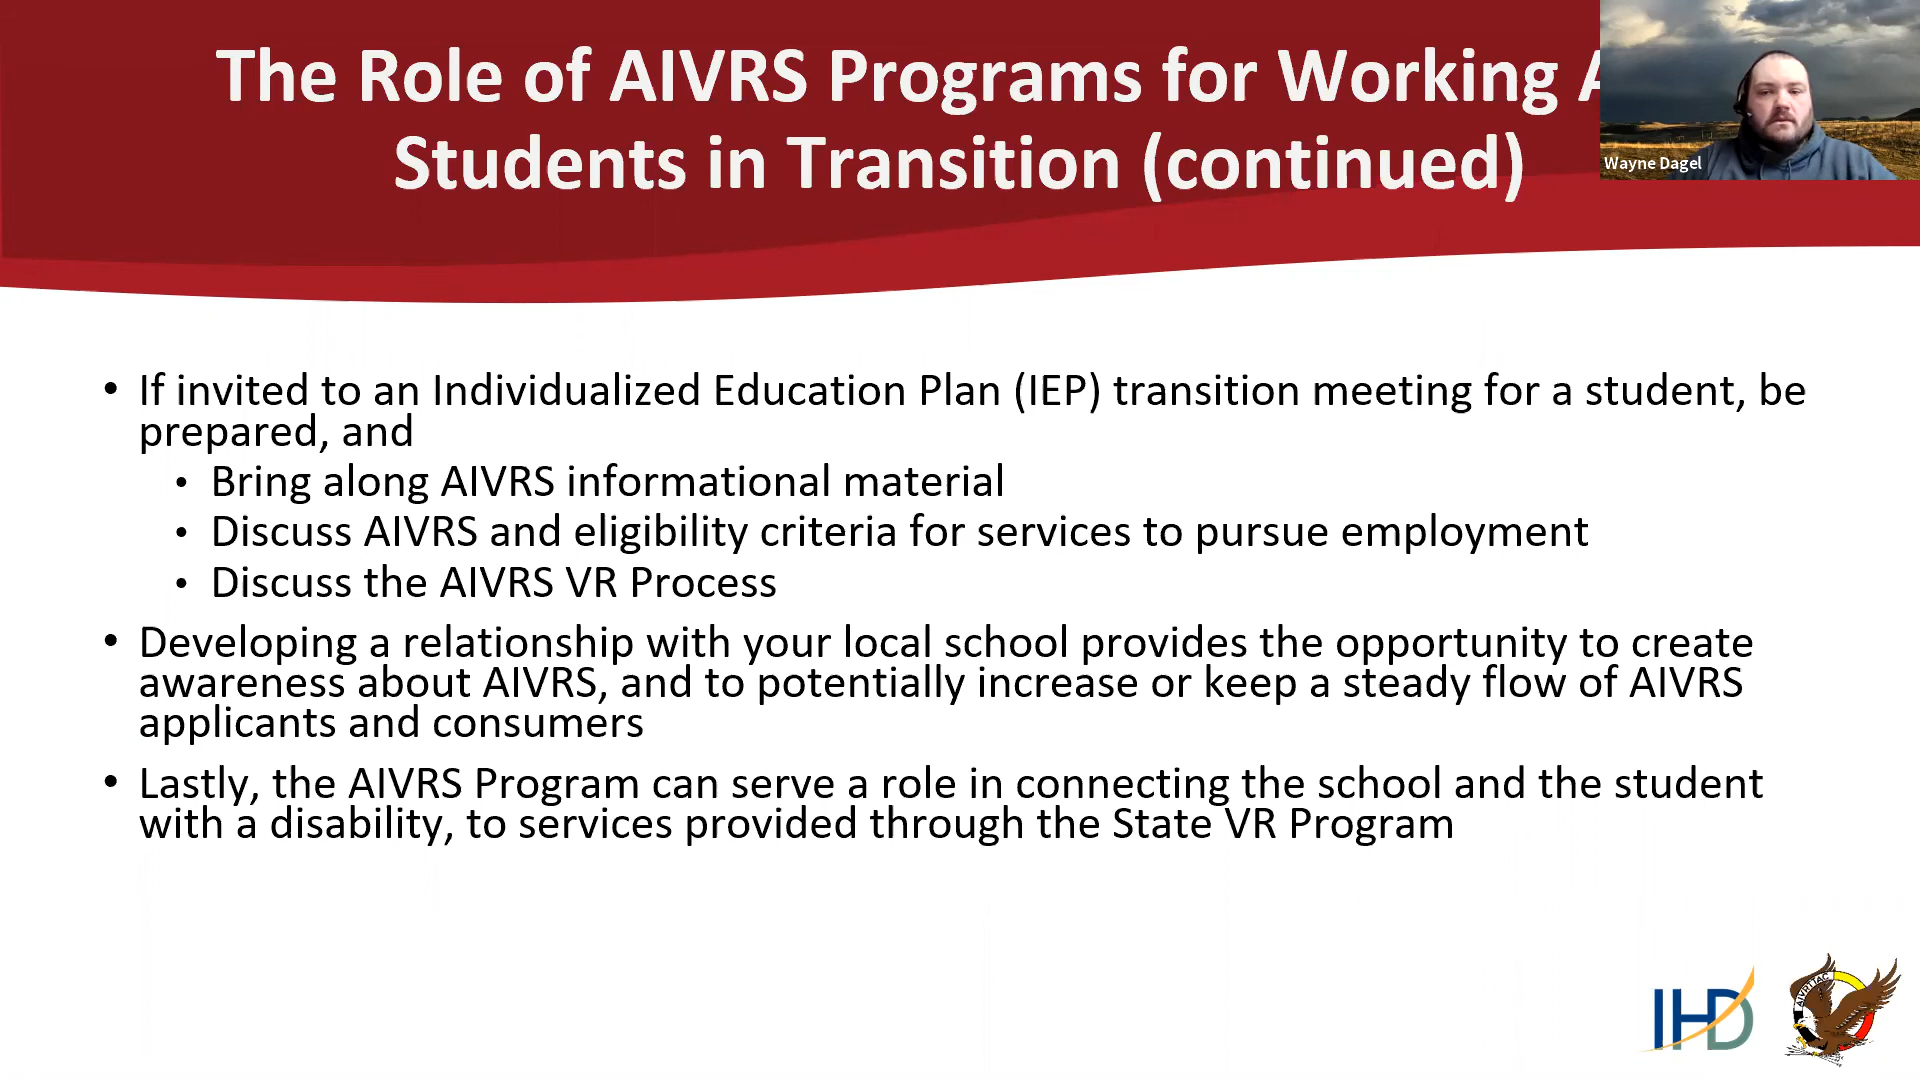 The Role of AIVRS Programs for Working
Students in Transition (continued)
Wayne Dagel
• If invited to an Individualized Education Plan (IEP) transition meeting for a student, be
prepared, and
• Bring along AIVRS informational material
• Discuss AIVRS and eligibility criteria for services to pursue employment
• Discuss the AIVRS VR Process
• Developing a relationship with your local school provides the opportunity to create
awareness about AIVRS, and to potentially increase or keep a steady flow of AIVRS
applicants and consumers
• Lastly, the AIVRS Program can serve a role in connecting the school and the student
with a disability, to services provided through the State VR Program
IHD